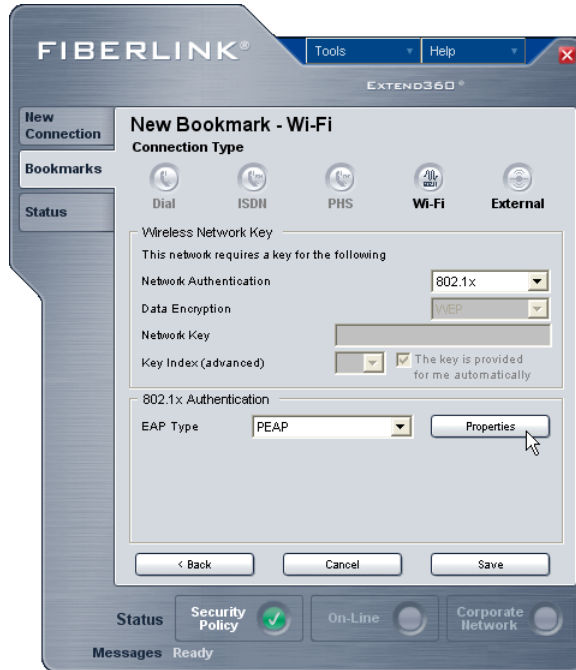 FIBERLINK®
Tools
Help
EXTEND360®
New Connection
Bookmarks
Status
New Bookmark - Wi-Fi
Connection Type
Dial
ISDN
PHS
Wi-Fi
External
Wireless Network Key
This network requires a key for the following
Network Authentication
802.1x
Data Encryption
WEP
Network Key
Key Index (advanced)
The key is provided
for me automatically
802.1x Authentication
EAP Type
PEAP
Properties
< Back
Cancel
Save
Status
Security
Policy
On-Line
Corporate
Network
Messages Ready